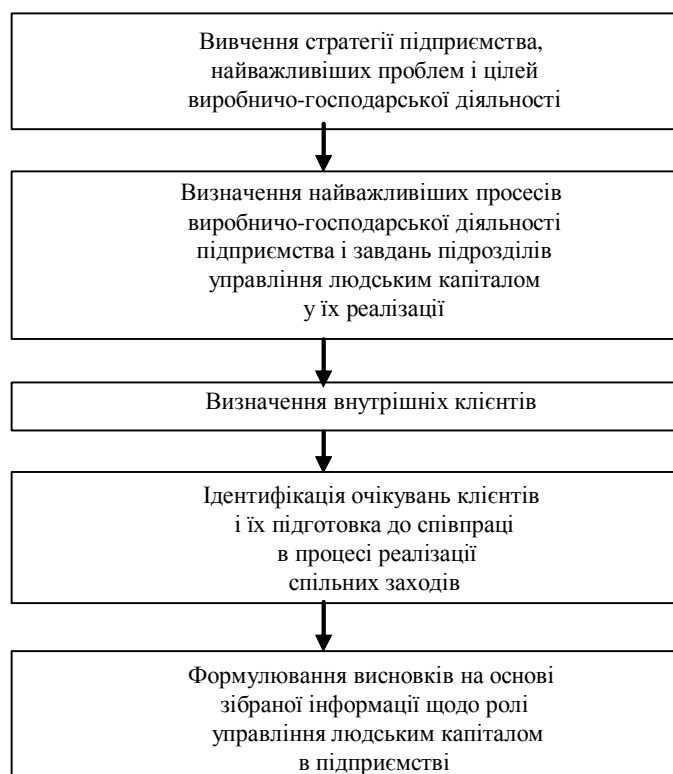 Вивчення стратегії підприємства,
найважливіших проблем і цілей
виробничо-господарської діяльності
Визначення найважливіших просесів
виробничо-господарської діяльності
підприємства і завдань підрозділів
управління людським капіталом
у їх реалізації
Визначення внутрішніх клієнтів
Ідентифікація очікувань клієнтів
і їх підготовка до співпраці
в процесі реалізації
спільних заходів
Формулювання висновків на основі
зібраної інформації щодо ролі
управління людським капіталом
в підприємстві